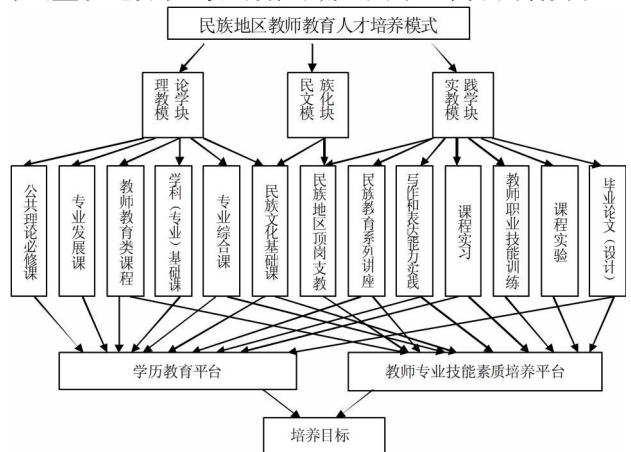 民族地区教师教育人才培养模式
理论
教学
模块
民族
文化
模块
实践
教学
模块
公共理论必修课
专业发展课
教师教育类课程
学科（专业）基础课
专业综合课
民族文化基础课
民族地区顶岗支教
民族教育系列讲座
写作和表达能力实践
课程实习
教师职业技能训练
课程实验
毕业论文（设计）
学历教育平台
教师专业技能素质培养平台
培养目标